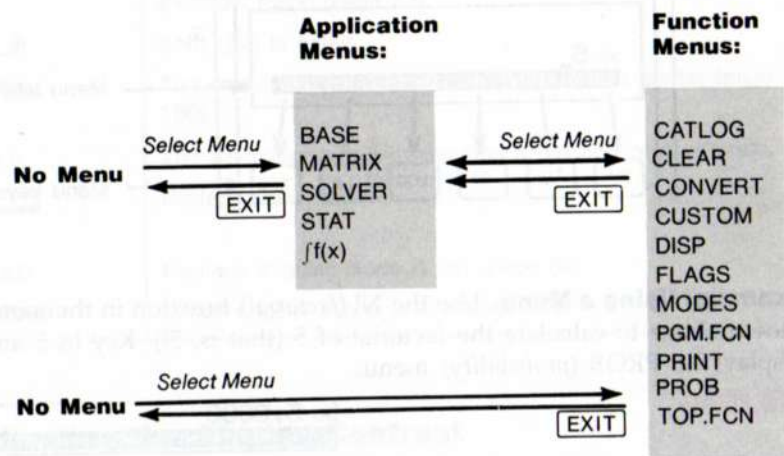 Application
Menus:
Function
Menus:
No Menu
Select Menu
EXIT
BASE
MATRIX
SOLVER
STAT
∫f(x)
Select Menu
EXIT
CATLOG
CLEAR
CONVERT
CUSTOM
DISP
FLAGS
MODES
PGM.FCN
PRINT
PROB
TOP.FCN
No Menu
Select Menu
EXIT